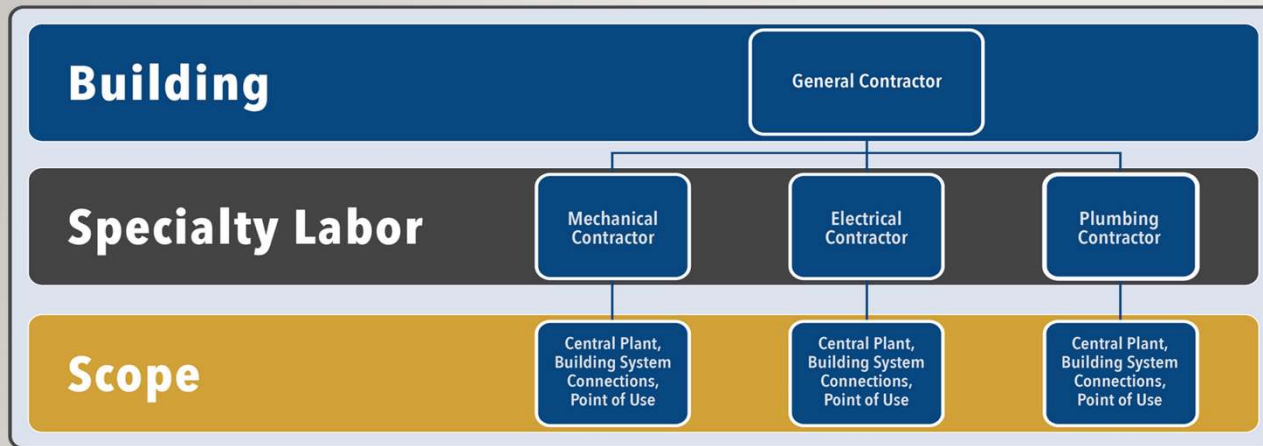 Building
General Contractor
Specialty Labor
Mechanical
Contractor
Electrical
Contractor
Plumbing
Contractor
Scope
Central Plant,
Building System
Connections,
Point of Use
Central Plant,
Building System
Connections,
Point of Use
Central Plant,
Building System
Connections,
Point of Use